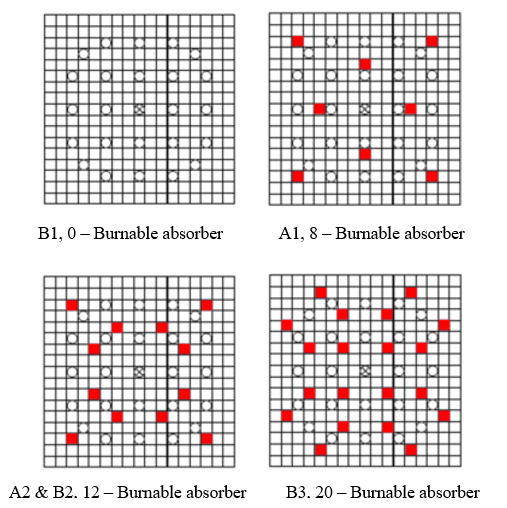 B1, 0 – Burnable absorber
A1, 8 – Burnable absorber
A2 & B2, 12 – Burnable absorber
B3, 20 – Burnable absorber